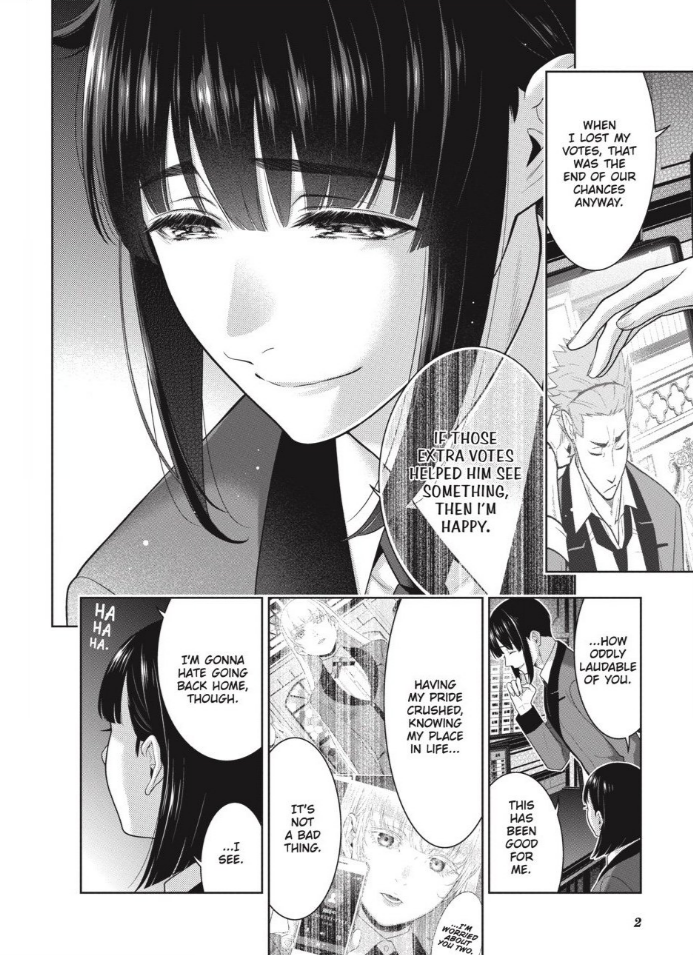 WHEN
I LOST MY
VOTES, THAT
WAS THE
END OF OUR
CHANCES
ANYWAY.
IF THOSE
EXTRA VOTES
HELPED HIM SEE
SOMETHING,
THEN I'M
HAPPY.
...HOW
ODDLY
LAUDABLE
OF YOU.
THIS
HAS
BEEN
GOOD
FOR
ME.
HAVING
MY PRIDE
CRUSHED,
KNOWING
MY PLACE
IN LIFE...
IT'S
NOT
A BAD
THING.
...I'M
WORRIED
ABOUT
YOU TWO.
I'M GONNA
HATE GOING
BACK HOME,
THOUGH.
HA
HA
HA.
...I
SEE.
2